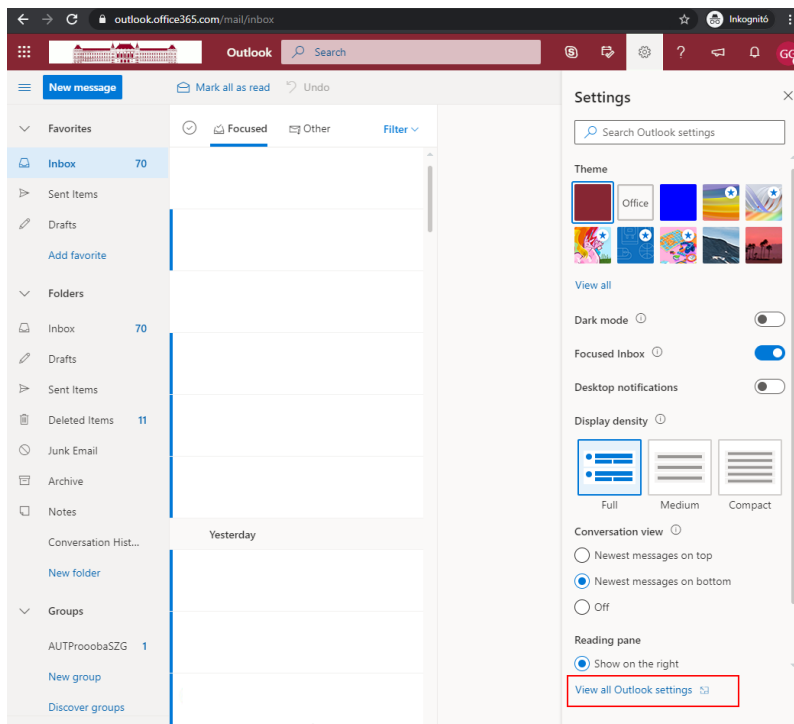 outlook.office365.com/mail/inbox
Inkognitó
Outlook
Search
GG
New message
Mark all as read
Undo
Favorites
Inbox 70
Sent Items
Drafts
Add favorite
Folders
Inbox 70
Drafts
Sent Items
Deleted Items 11
Junk Email
Archive
Notes
Conversation Hist...
New folder
Groups
AUTProoobaSZG 1
New group
Discover groups
Focused
Other
Filter
Yesterday
Settings
Search Outlook settings
Theme
Office
View all
Dark mode
Focused Inbox
Desktop notifications
Display density
Full Medium Compact
Conversation view
Newest messages on top
Newest messages on bottom
Off
Reading pane
Show on the right
View all Outlook settings